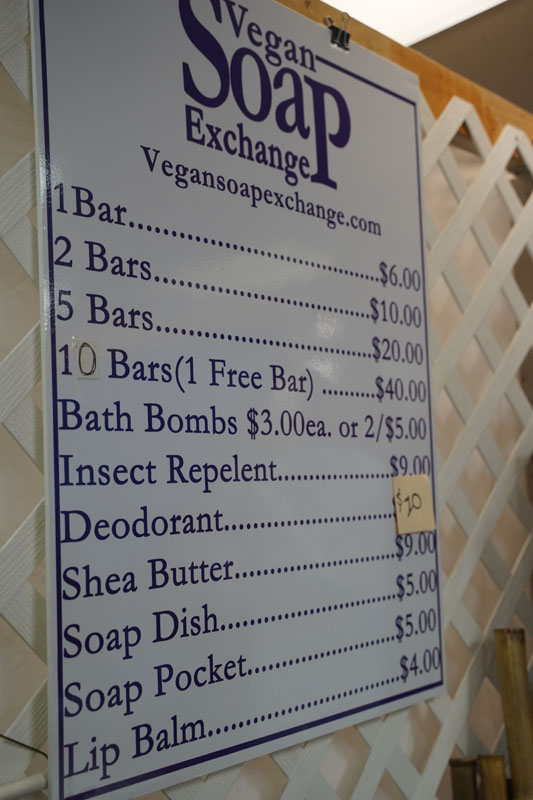 Vegan
Soap
Exchange
Vegansoapexchange.com
1Bar.....................................$6.00
2 Bars..................................$10.00
5 Bars..................................$20.00
10 Bars(1 Free Bar) ..........$40.00
Bath Bombs $3.00ea. or 2/$5.00
Insect Repelent..................$9.00
Deodorant...........................$20
Shea Butter..........................$9.00
Soap Dish............................$5.00
Soap Pocket.........................$5.00
Lip Balm..............................$4.00